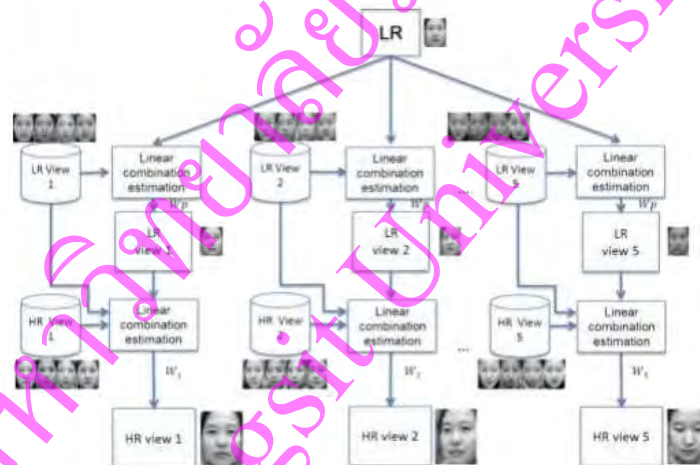 LR
LR View
1
Linear
combination
estimation
LR View
2
Linear
combination
estimation
...
LR View
5
Linear
combination
estimation
Wp
Wp
LR
view 1
LR
view 2
LR
view 5
HR View
1
Linear
combination
estimation
HR View
Linear
combination
estimation
...
HR View
5
Linear
combination
estimation
HR view 1
HR view 2
HR view 5